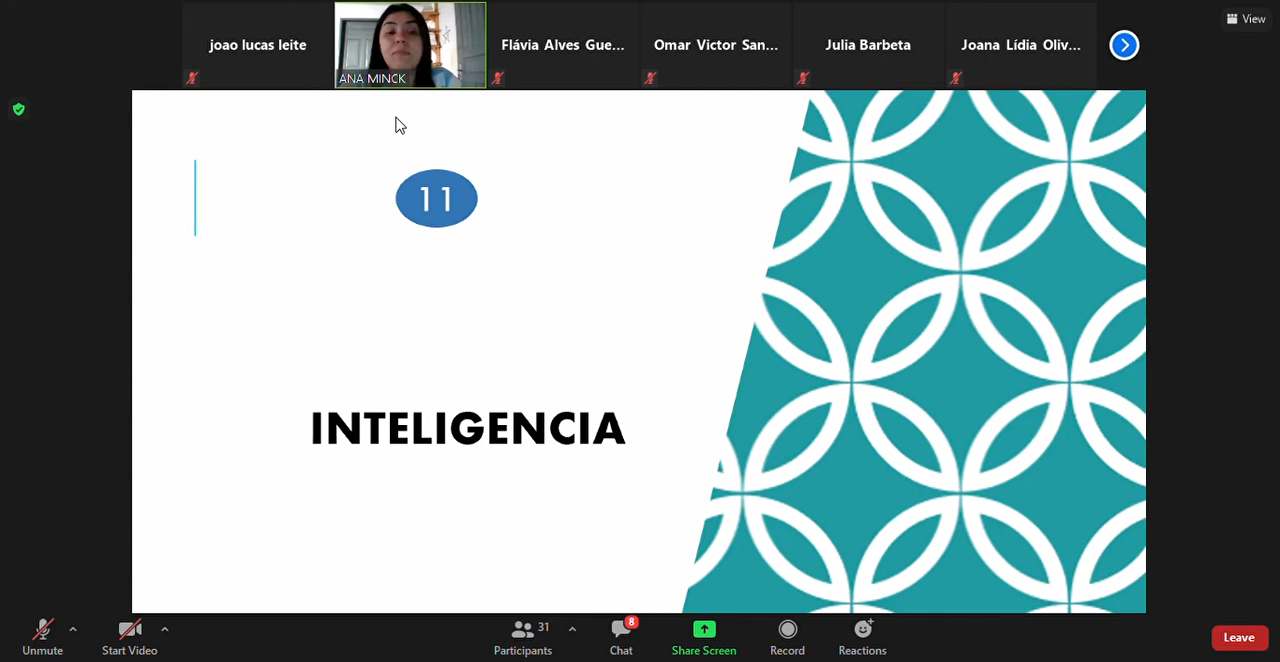 View
joao lucas leite
ANA MINCK
Flávia Alves Gue...
Omar Victor San...
Julia Barbeta
Joana Lídia Oliv...
11
INTELIGENCIA
Unmute
Start Video
31
Participants
8
Chat
Share Screen
Record
Reactions
Leave